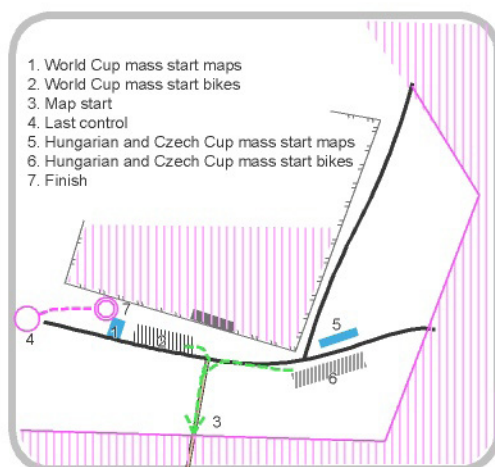 1. World Cup mass start maps
2. World Cup mass start bikes
3. Map start
4. Last control
5. Hungarian and Czech Cup mass start maps
6. Hungarian and Czech Cup mass start bikes
7. Finish
7
5
1
2
4
6
3